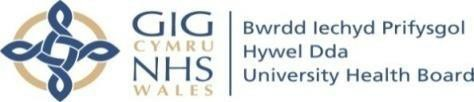 GIG
CYMRU
NHS
WALES
Bwrdd Iechyd Prifysgol
Hywel Dda
University Health Board